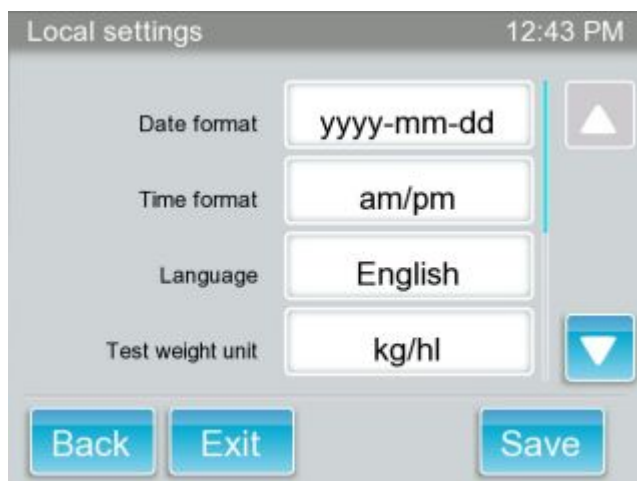 Local settings 12:43 PM
Date format yyyy-mm-dd
Time format am/pm
Language English
Test weight unit kg/hl
Back Exit Save